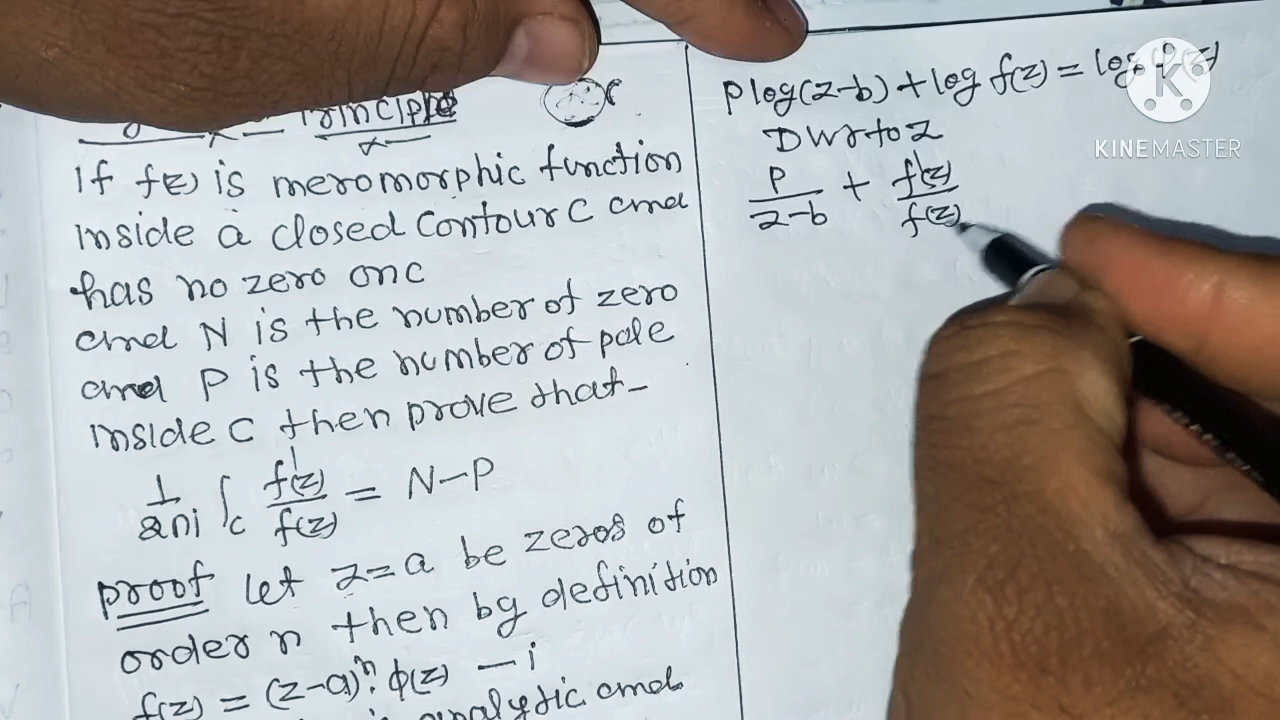 Principle
If f(z) is meromorphic function
inside a closed contour C and
has no zero on C
and N is the number of zero
and P is the number of pole
inside C then prove that-
1/2πi ∫c f'(z)/f(z) = N-P
proof Let z=a be zeros of
order n then by definition
f(z) = (z-a)ⁿ. ϕ(z) - i
analytic and
P log(z-b) + log f(z) = log
DWr to z
P/z-b + f'(z)/f(z)
K
KINEMASTER